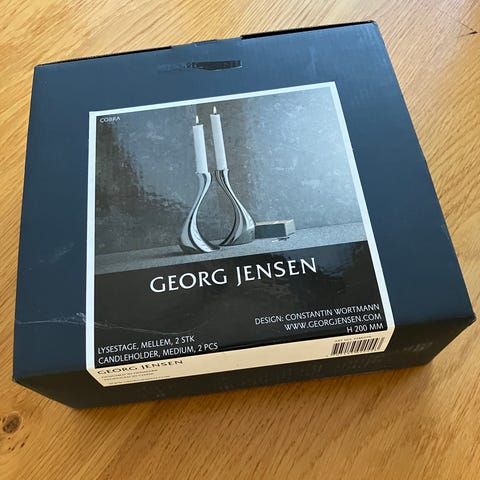 COBRA
GEORG JENSEN
DESIGN: CONSTANTIN WORTMANN
WWW.GEORGJENSEN.COM
H 200 MM
LYSESTAGE, MELLEM, 2 STK
CANDLEHOLDER, MEDIUM, 2 PCS
GEORG JENSEN